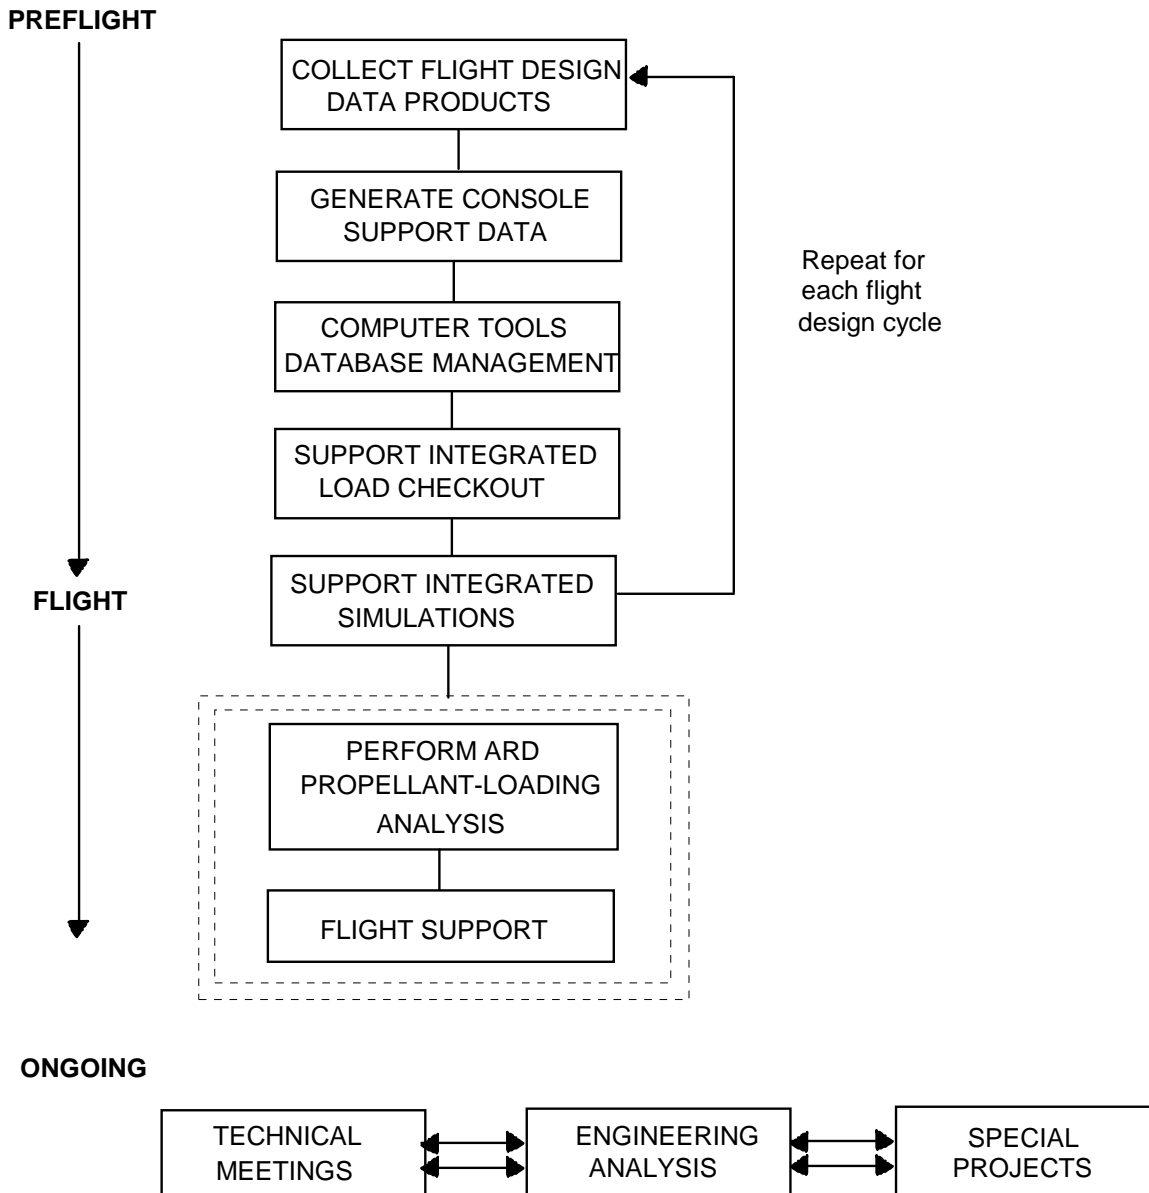 PREFLIGHT
COLLECT FLIGHT DESIGN
DATA PRODUCTS
GENERATE CONSOLE
SUPPORT DATA
Repeat for
each flight
design cycle
COMPUTER TOOLS
DATABASE MANAGEMENT
SUPPORT INTEGRATED
LOAD CHECKOUT
SUPPORT INTEGRATED
SIMULATIONS
FLIGHT
PERFORM ARD
PROPELLANT-LOADING
ANALYSIS
FLIGHT SUPPORT
ONGOING
TECHNICAL
MEETINGS
ENGINEERING
ANALYSIS
SPECIAL
PROJECTS